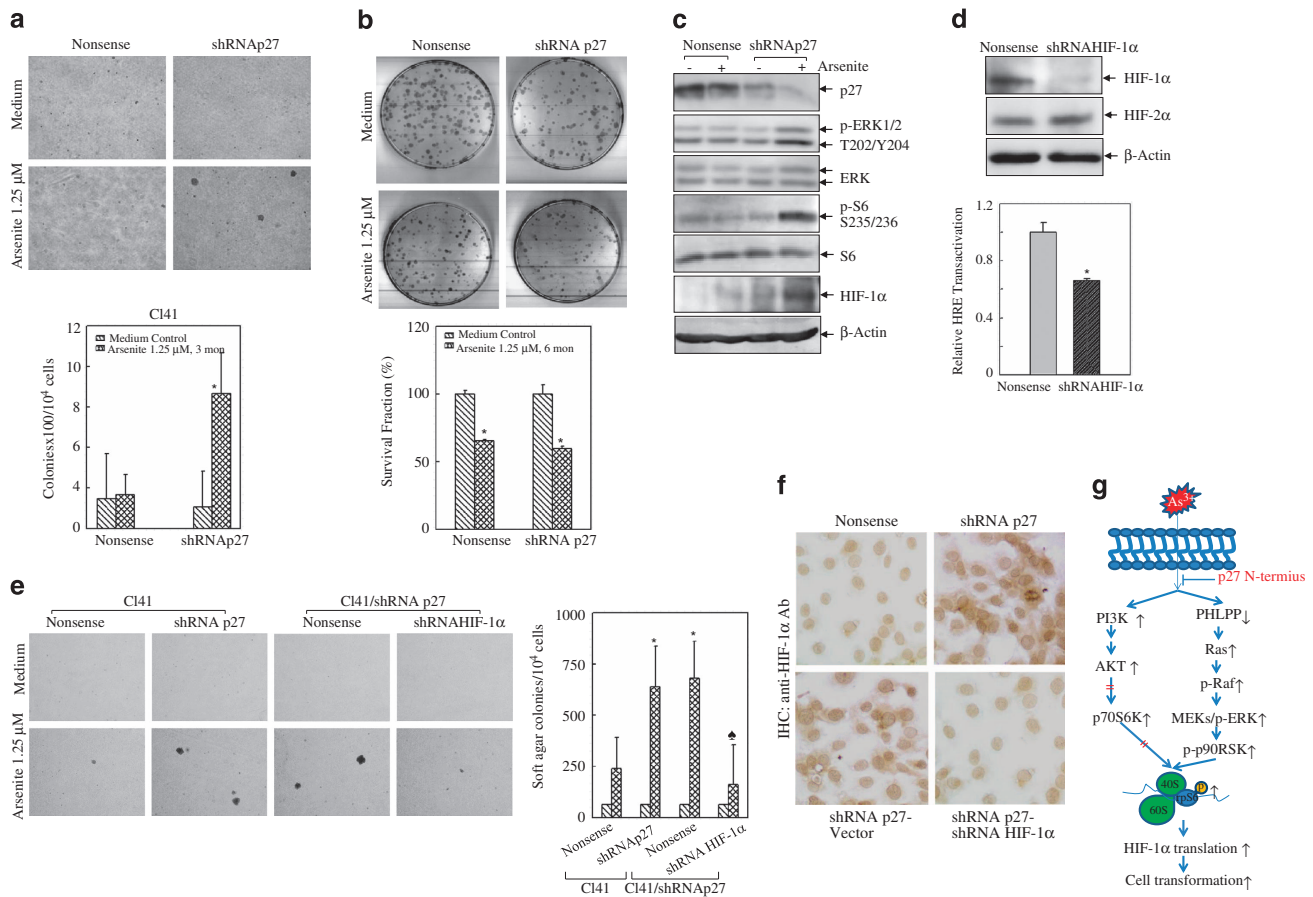 a
Nonsense shRNAp27
Medium
Arsenite 1.25 µM
Cl41
Medium Control
Arsenite 1.25 µM, 3 mon
Coloniesx100/10⁴ cells
12
10
8
6
4
2
0
*
Nonsense shRNAp27
b
Nonsense shRNA p27
Medium
Arsenite 1.25 µM
Medium Control
Arsenite 1.25 µM, 6 mon
Survival Fraction (%)
120
100
50
0
* *
Nonsense shRNA p27
c
Nonsense shRNAp27
- + - + Arsenite
p27
p-ERK1/2
T202/Y204
ERK
p-S6
S235/236
S6
HIF-1α
β-Actin
d
Nonsense shRNAHIF-1α
HIF-1α
HIF-2α
β-Actin
Relative HRE Transactivation
1.2
0.8
0.4
0
*
Nonsense shRNAHIF-1α
e
Cl41 Cl41/shRNA p27
Nonsense shRNA p27 Nonsense shRNAHIF-1α
Medium
Arsenite 1.25 µM
Soft agar colonies/10⁴ cells
1000
750
500
250
0
* * ♠
Nonsense shRNAp27 Nonsense shRNA HIF-1α
Cl41 Cl41/shRNAp27
f
Nonsense shRNA p27
IHC: anti-HIF-1α Ab
shRNA p27- shRNA p27-
Vector shRNA HIF-1α
g
As³⁺
p27 N-termius
PI3K ↑ PHLPP↓
Ras↑
AKT ↑
p-Raf↑
p70S6K↑ MEKs/p-ERK↑
p-p90RSK↑
40S
P ↑
rpS6
60S
HIF-1α translation ↑
Cell transformation↑